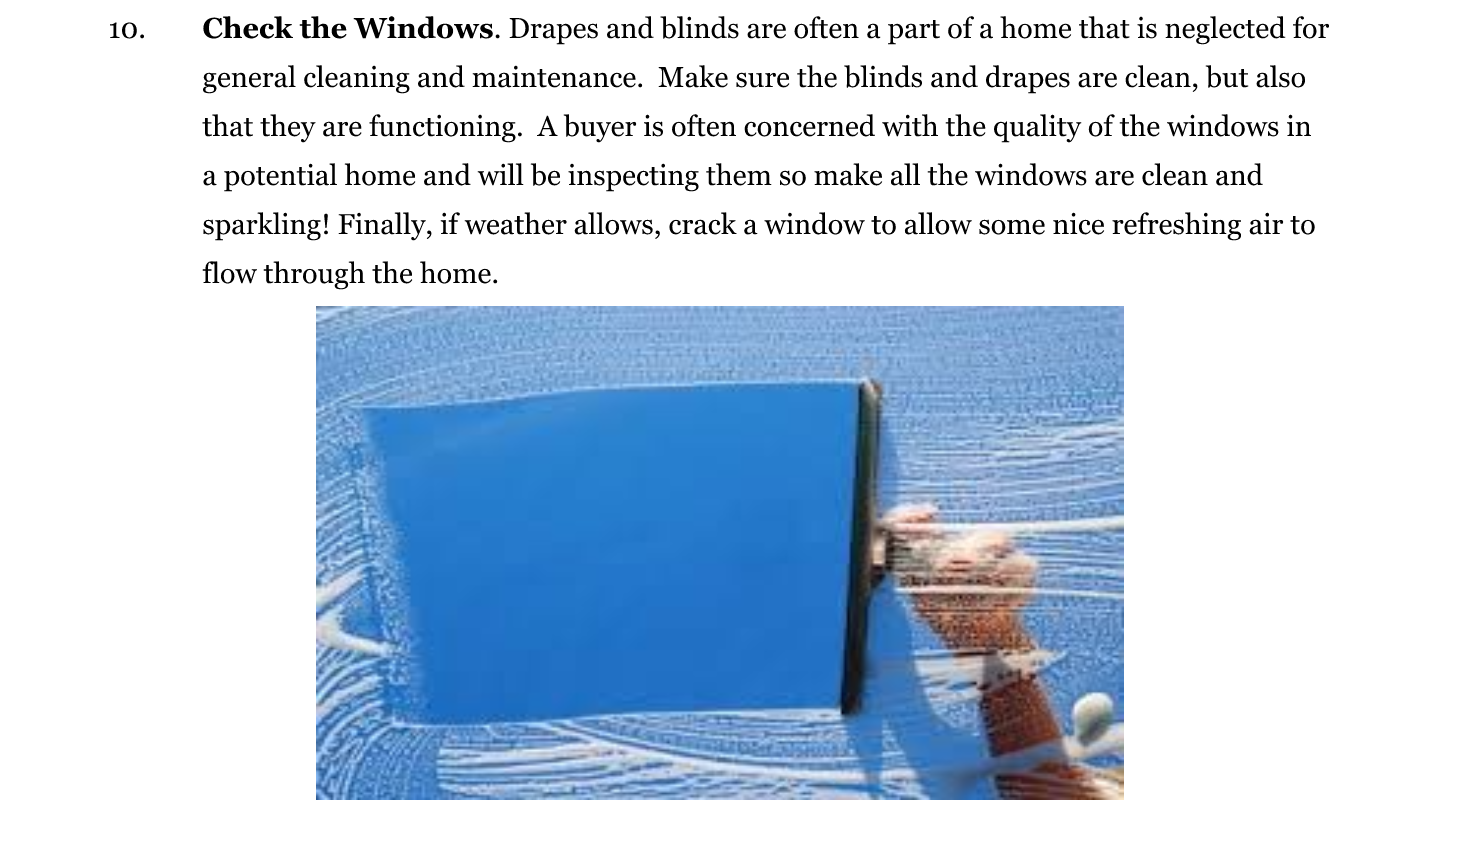 10. Check the Windows. Drapes and blinds are often a part of a home that is neglected for
general cleaning and maintenance.  Make sure the blinds and drapes are clean, but also
that they are functioning.  A buyer is often concerned with the quality of the windows in
a potential home and will be inspecting them so make all the windows are clean and
sparkling! Finally, if weather allows, crack a window to allow some nice refreshing air to
flow through the home.